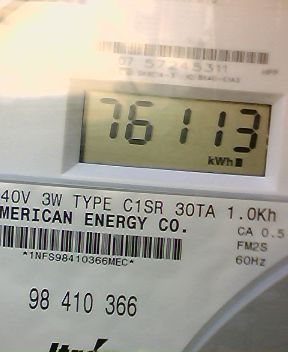 07 57245311
76113
kWh
40V 3W TYPE C1SR 30TA 1.0Kh
MERICAN ENERGY CO.
CA 0.5
FM2S
60Hz
*1NFS98410366MEC*
98 410 366